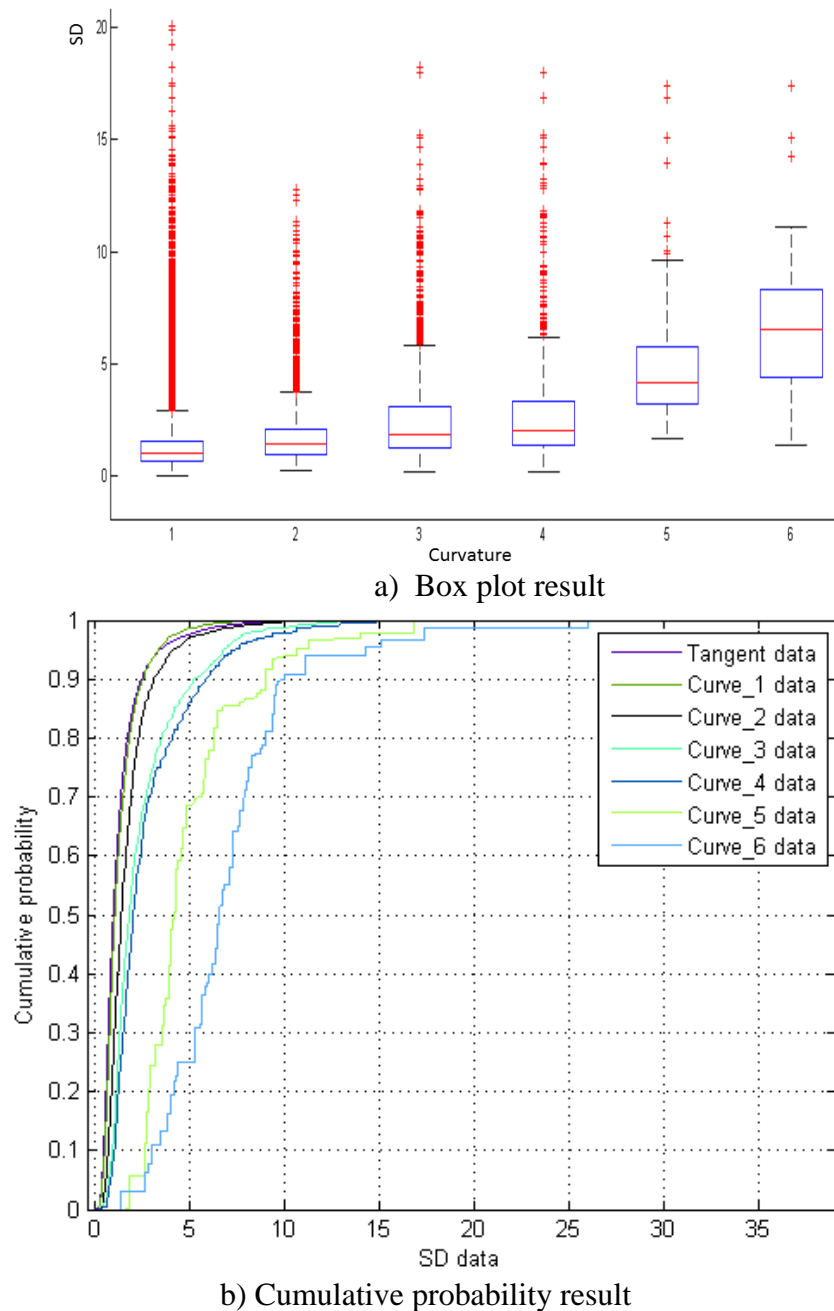 SD
20
15
10
5
0
1 2 3 4 5 6
Curvature
a) Box plot result
1
0.9
0.8
0.7
0.6
0.5
0.4
0.3
0.2
0.1
0
Cumulative probability
Tangent data
Curve_1 data
Curve_2 data
Curve_3 data
Curve_4 data
Curve_5 data
Curve_6 data
0 5 10 15 20 25 30 35
SD data
b) Cumulative probability result